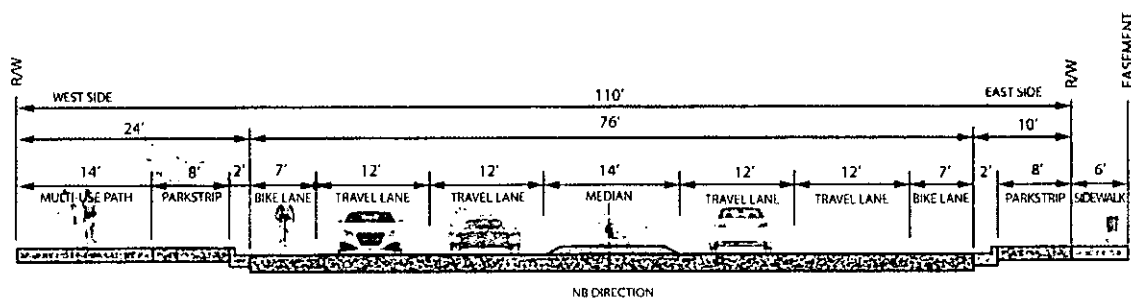 R/W
R/W
EASEMENT
WEST SIDE
EAST SIDE
110'
24'
76'
10'
14'
8'
2'
7'
12'
12'
14'
12'
12'
7'
2'
8'
6'
MULTI-USE PATH
PARKSTRIP
BIKE LANE
TRAVEL LANE
TRAVEL LANE
MEDIAN
TRAVEL LANE
TRAVEL LANE
BIKE LANE
PARKSTRIP
SIDEWALK
NB DIRECTION